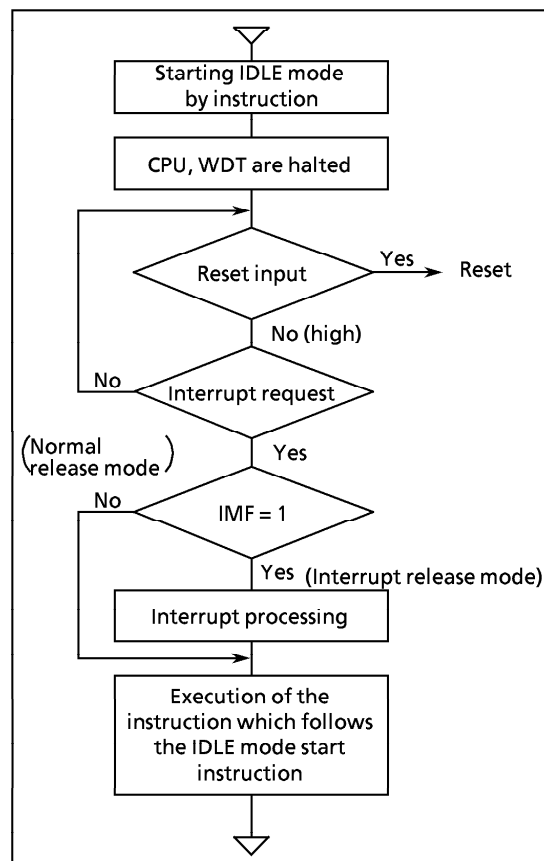 Starting IDLE mode
by instruction
CPU, WDT are halted
Reset input
Yes
Reset
No (high)
No
Interrupt request
Yes
(Normal
release mode)
No
IMF = 1
Yes (Interrupt release mode)
Interrupt processing
Execution of the
instruction which follows
the IDLE mode start
instruction